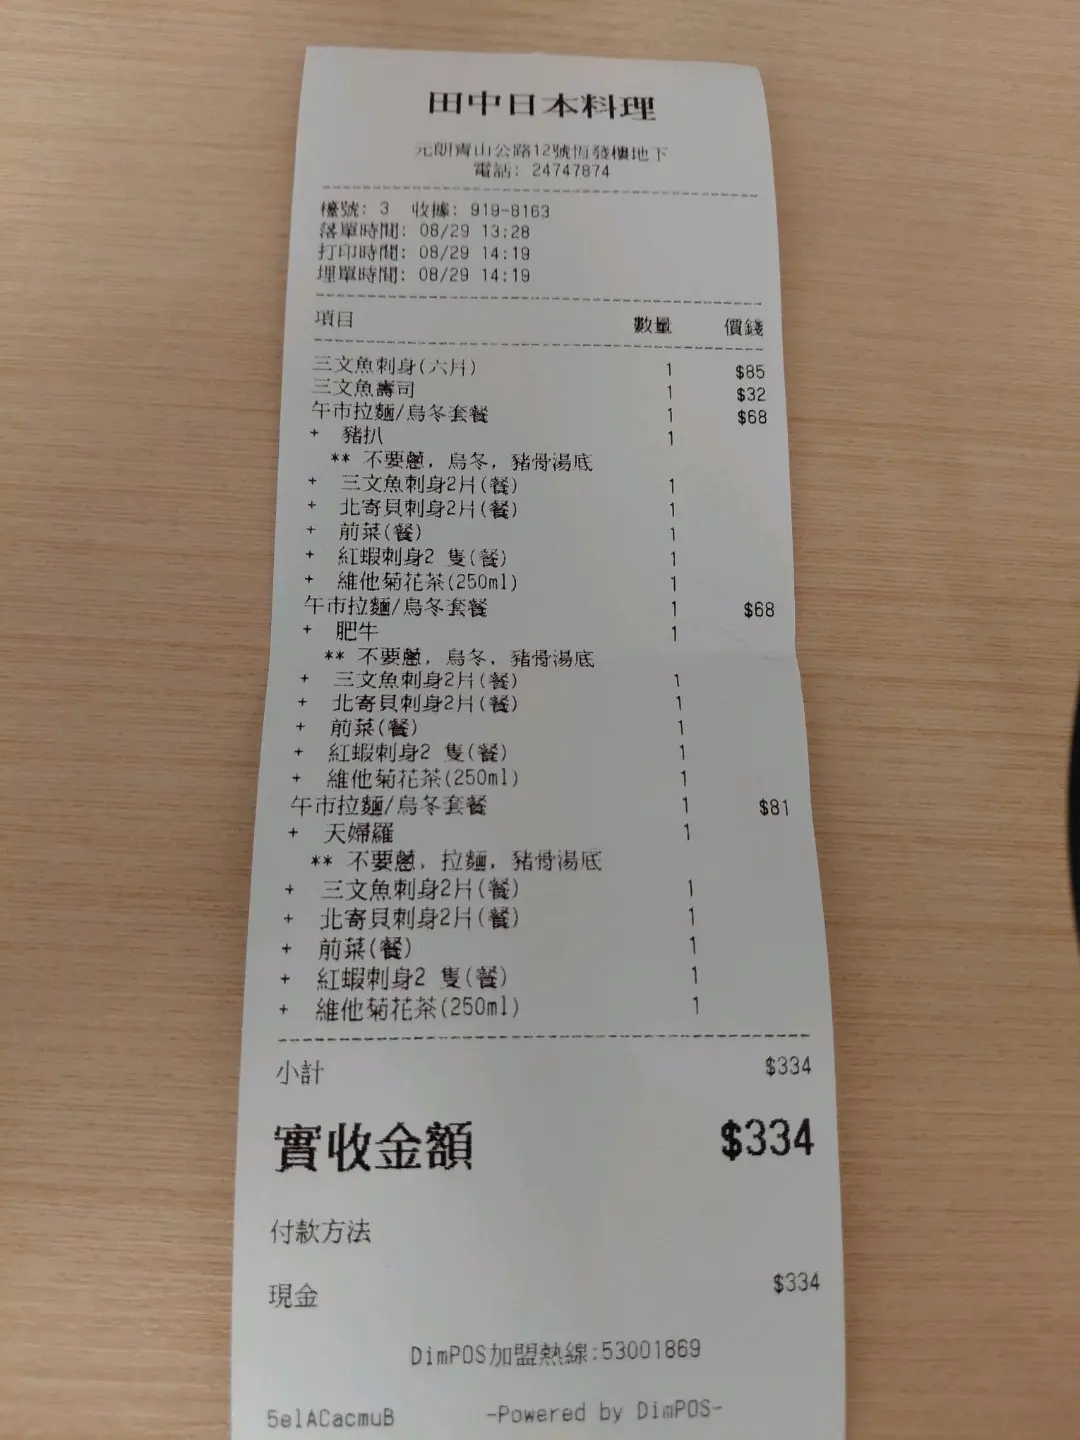 田中日本料理
元朗青山公路12號恆發樓地下
電話: 24747874
檯號: 3 收據: 919-8163
落單時間: 08/29 13:28
打印時間: 08/29 14:19
埋單時間: 08/29 14:19
項目 數量 價錢
三文魚刺身(六片) 1 $85
三文魚壽司 1 $32
午市拉麵/烏冬套餐 1 $68
+ 豬扒 1
** 不要蔥, 烏冬, 豬骨湯底
+ 三文魚刺身2片(餐) 1
+ 北寄貝刺身2片(餐) 1
+ 前菜(餐) 1
+ 紅蝦刺身2 隻(餐) 1
+ 維他菊花茶(250ml) 1
午市拉麵/烏冬套餐 1 $68
+ 肥牛 1
** 不要蔥, 烏冬, 豬骨湯底
+ 三文魚刺身2片(餐) 1
+ 北寄貝刺身2片(餐) 1
+ 前菜(餐) 1
+ 紅蝦刺身2 隻(餐) 1
+ 維他菊花茶(250ml) 1
午市拉麵/烏冬套餐 1 $81
+ 天婦羅 1
** 不要蔥, 拉麵, 豬骨湯底
+ 三文魚刺身2片(餐) 1
+ 北寄貝刺身2片(餐) 1
+ 前菜(餐) 1
+ 紅蝦刺身2 隻(餐) 1
+ 維他菊花茶(250ml) 1
小計 $334
實收金額 $334
付款方法
現金 $334
DimPOS加盟熱線:53001869
5elACacmuB -Powered by DimPOS-